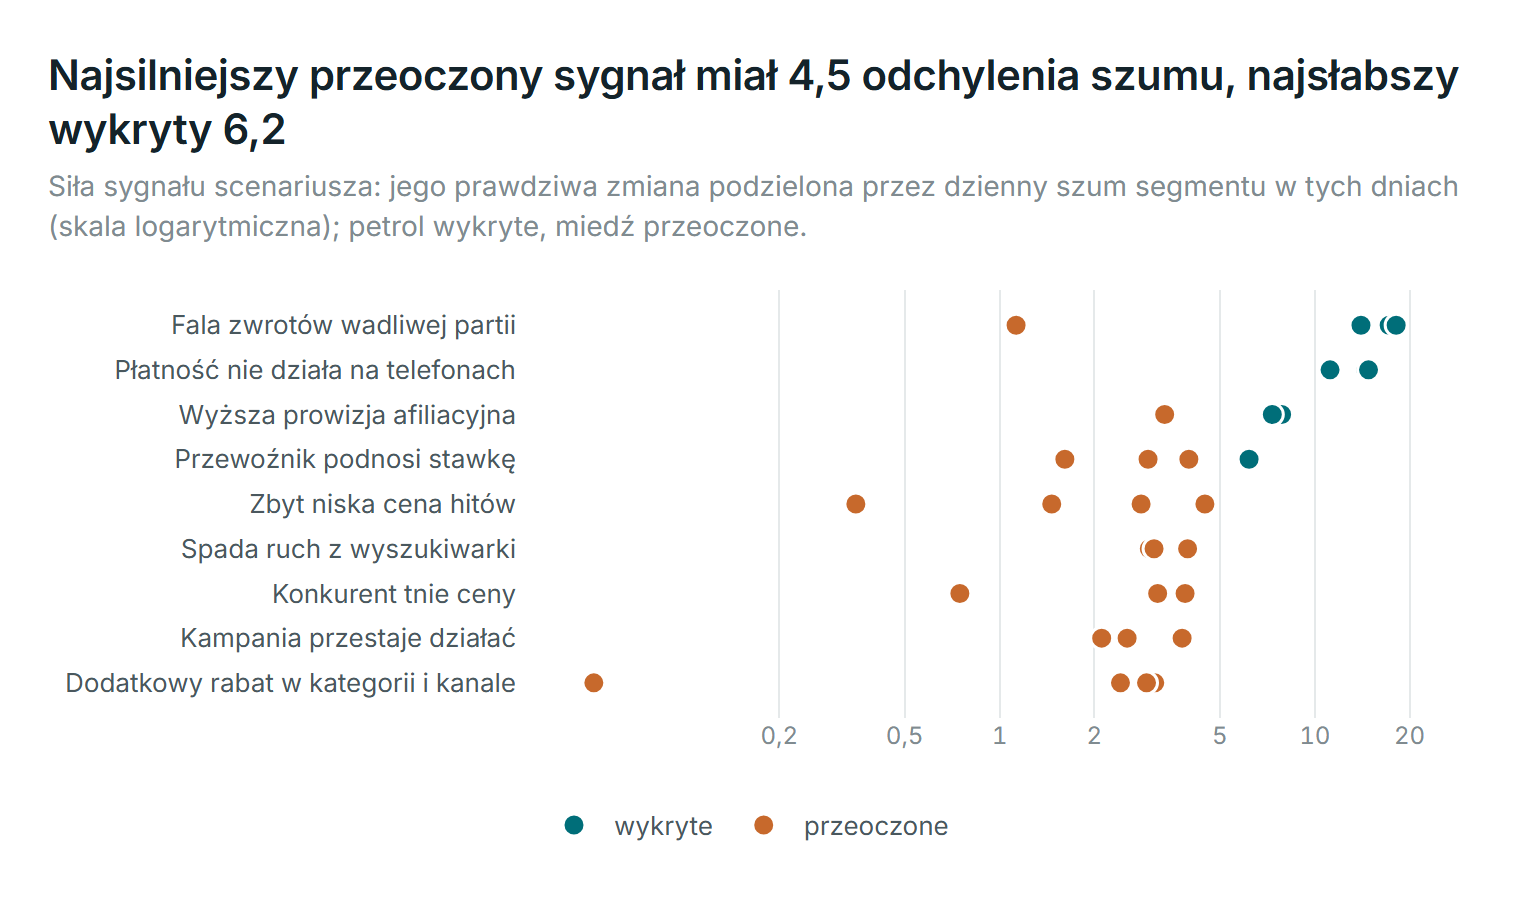 Najsilniejszy przeoczony sygnał miał 4,5 odchylenia szumu, najsłabszy
wykryty 6,2
Siła sygnału scenariusza: jego prawdziwa zmiana podzielona przez dzienny szum segmentu w tych dniach
(skala logarytmiczna); petrol wykryte, miedź przeoczone.
Fala zwrotów wadliwej partii
Płatność nie działa na telefonach
Wyższa prowizja afiliacyjna
Przewoźnik podnosi stawkę
Zbyt niska cena hitów
Spada ruch z wyszukiwarki
Konkurent tnie ceny
Kampania przestaje działać
Dodatkowy rabat w kategorii i kanale
0,2 0,5 1 2 5 10 20
wykryte przeoczone